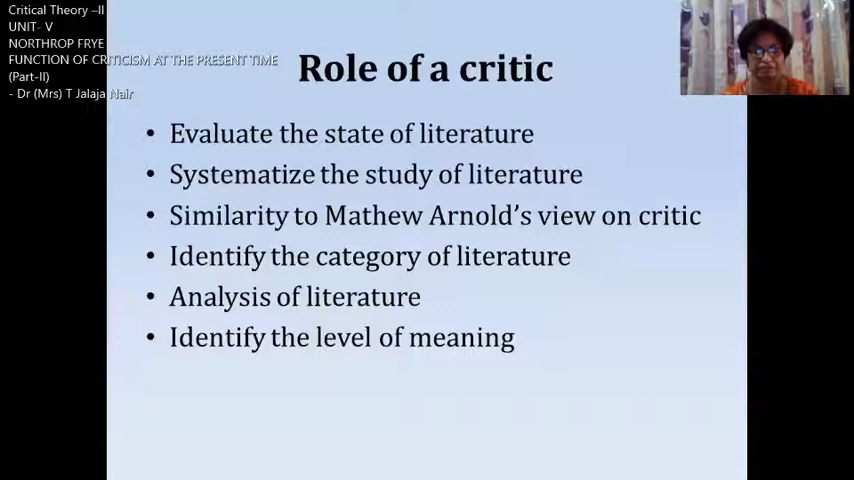 Critical Theory –II
UNIT- V
NORTHROP FRYE
FUNCTION OF CRITICISM AT THE PRESENT TIME
(Part-II)
- Dr (Mrs) T Jalaja Nair
Role of a critic
• Evaluate the state of literature
• Systematize the study of literature
• Similarity to Mathew Arnold’s view on critic
• Identify the category of literature
• Analysis of literature
• Identify the level of meaning